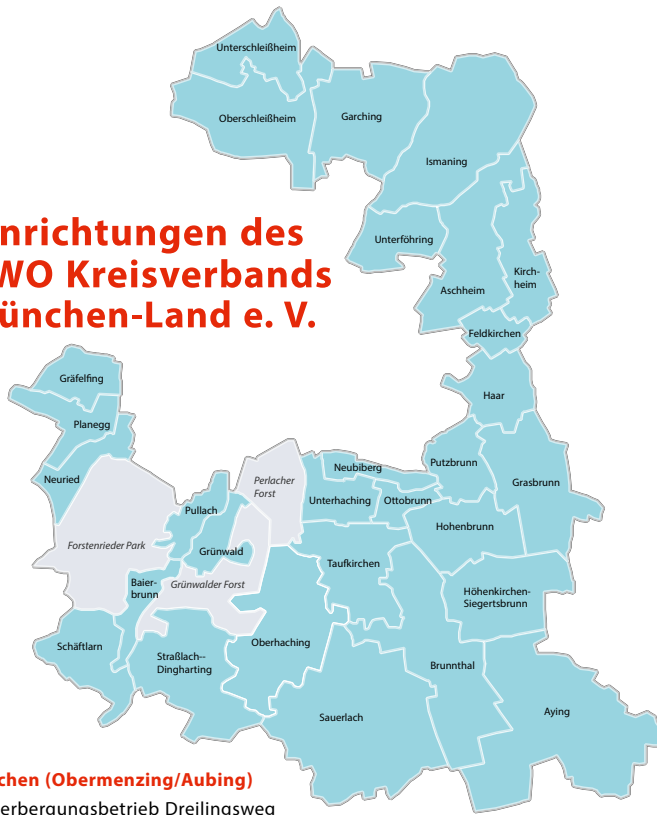 Unterschleißheim
Oberschleißheim
Garching
Ismaning
nrichtungen des
WO Kreisverbands
ünchen-Land e. V.
Unterföhring
Kirch-
heim
Aschheim
Feldkirchen
Gräfelfing
Haar
Planegg
Neuried
Perlacher
Forst
Neubiberg
Putzbrunn
Grasbrunn
Unterhaching
Ottobrunn
Pullach
Hohenbrunn
Forstenrieder Park
Grünwald
Taufkirchen
Baier-
brunn
Grünwalder Forst
Höhenkirchen-
Siegertsbrunn
Schäftlarn
Oberhaching
Straßlach--
Dingharting
Brunnthal
Sauerlach
Aying
chen (Obermenzing/Aubing)
erbergungsbetrieb Dreilingsweg